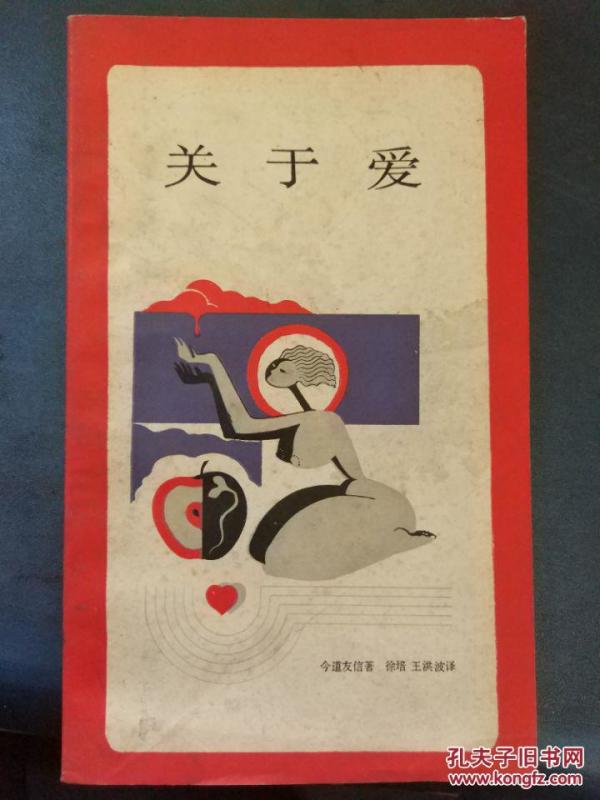 关于爱
今道友信著 徐培 王洪波译
孔夫子旧书网
www.kongfz.com